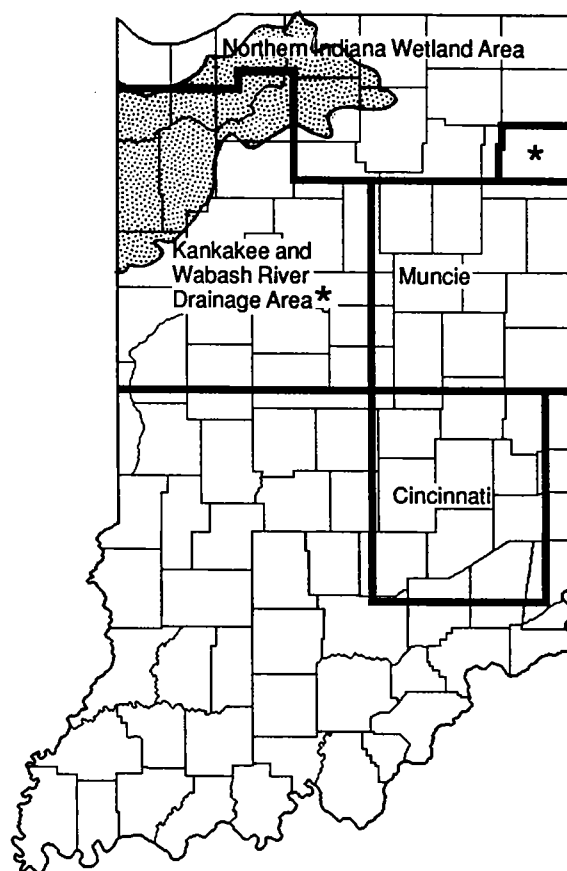 Northern Indiana Wetland Area
*
Kankakee and
Wabash River
Drainage Area *
Muncie
Cincinnati